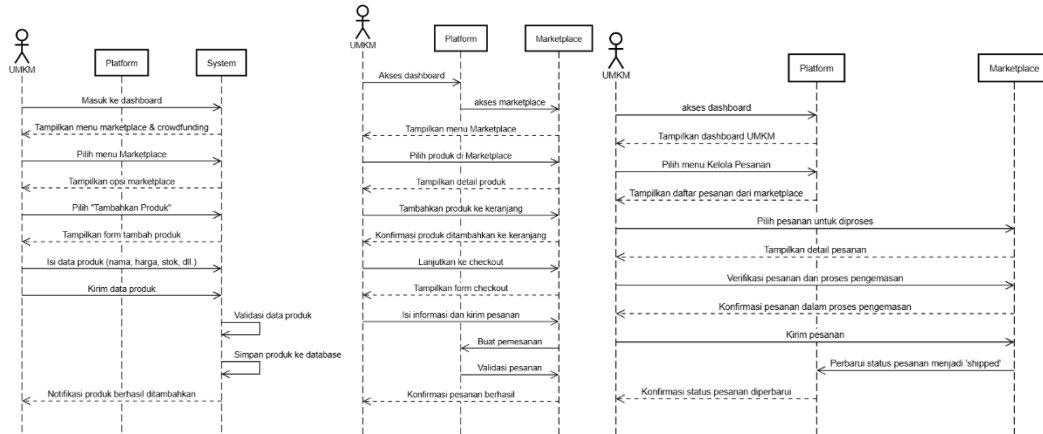 UMKM
Platform
System
Masuk ke dashboard
Tampilkan menu marketplace & crowdfunding
Pilih menu Marketplace
Tampilkan opsi marketplace
Pilih "Tambahkan Produk"
Tampilkan form tambah produk
Isi data produk (nama, harga, stok, dll.)
Kirim data produk
Validasi data produk
Simpan produk ke database
Notifikasi produk berhasil ditambahkan
UMKM
Platform
Marketplace
Akses dashboard
akses marketplace
Tampilkan menu Marketplace
Pilih produk di Marketplace
Tampilkan detail produk
Tambahkan produk ke keranjang
Konfirmasi produk ditambahkan ke keranjang
Lanjutkan ke checkout
Tampilkan form checkout
Isi informasi dan kirim pesanan
Buat pemesanan
Validasi pesanan
Konfirmasi pesanan berhasil
UMKM
Platform
Marketplace
akses dashboard
Tampilkan dashboard UMKM
Pilih menu Kelola Pesanan
Tampilkan daftar pesanan dari marketplace
Pilih pesanan untuk diproses
Tampilkan detail pesanan
Verifikasi pesanan dan proses pengemasan
Konfirmasi pesanan dalam proses pengemasan
Kirim pesanan
Perbarui status pesanan menjadi 'shipped'
Konfirmasi status pesanan diperbarui